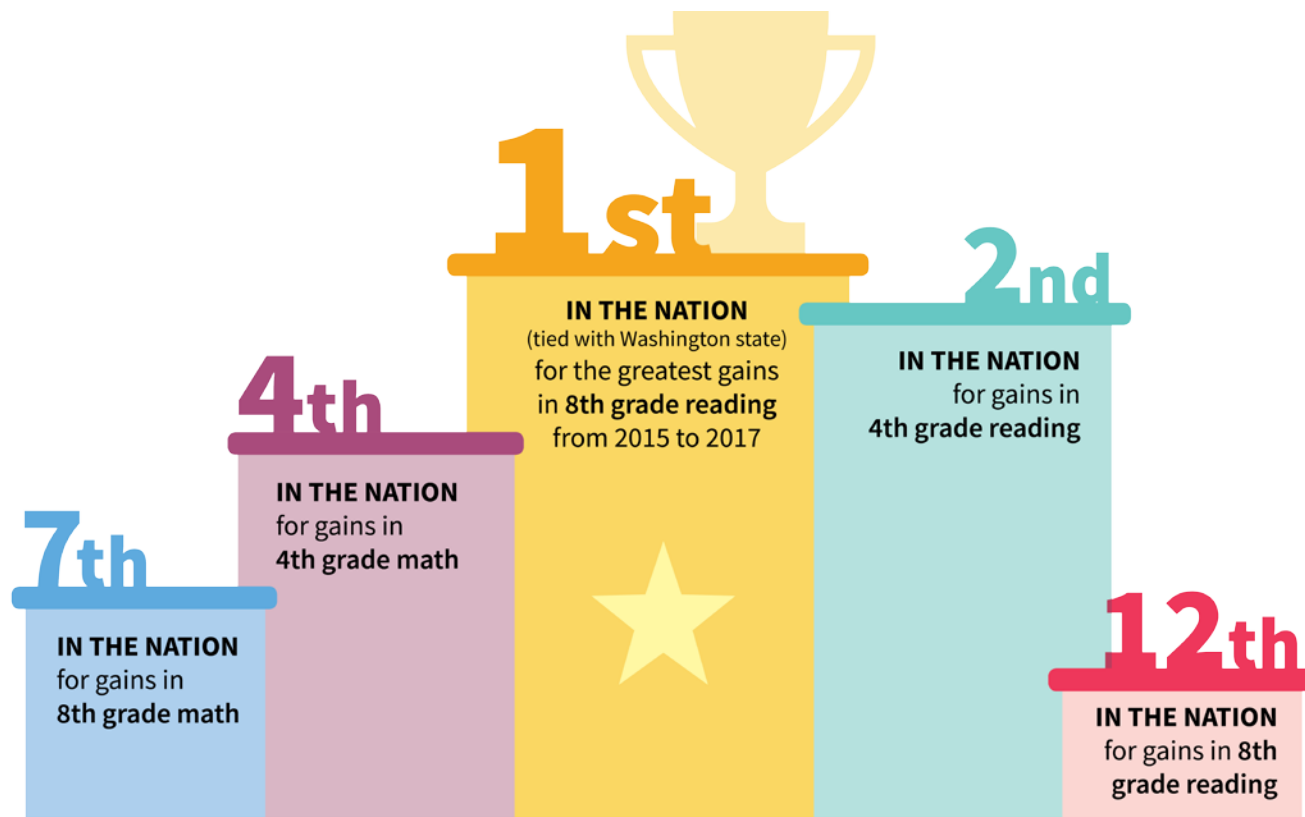 1st
IN THE NATION
(tied with Washington state)
for the greatest gains
in 8th grade reading
from 2015 to 2017
2nd
IN THE NATION
for gains in
4th grade reading
4th
IN THE NATION
for gains in
4th grade math
7th
IN THE NATION
for gains in
8th grade math
12th
IN THE NATION
for gains in 8th
grade reading